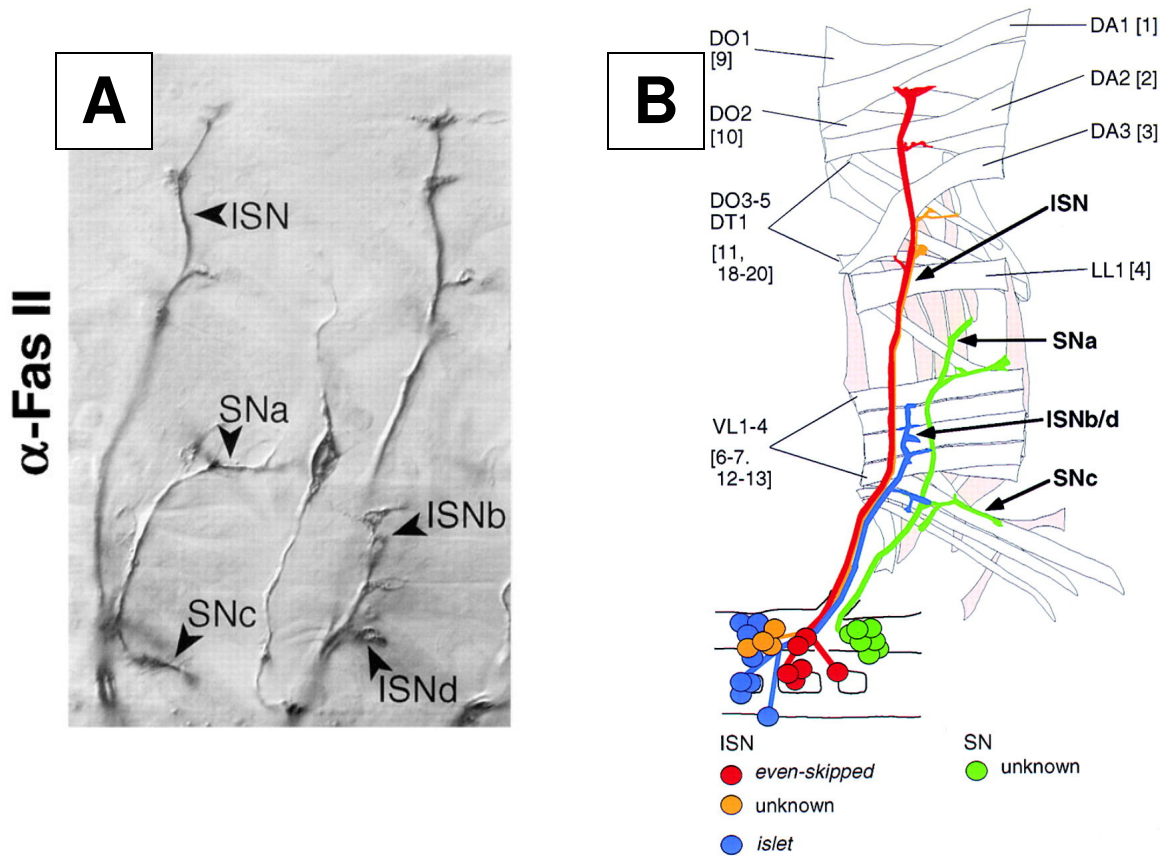 A
α-Fas II
ISN
SNa
ISNb
SNc
ISNd
B
DO1
[9]
DO2
[10]
DO3-5
DT1
[11,
18-20]
VL1-4
[6-7.
12-13]
DA1 [1]
DA2 [2]
DA3 [3]
ISN
LL1 [4]
SNa
ISNb/d
SNc
ISN
even-skipped
unknown
islet
SN
unknown